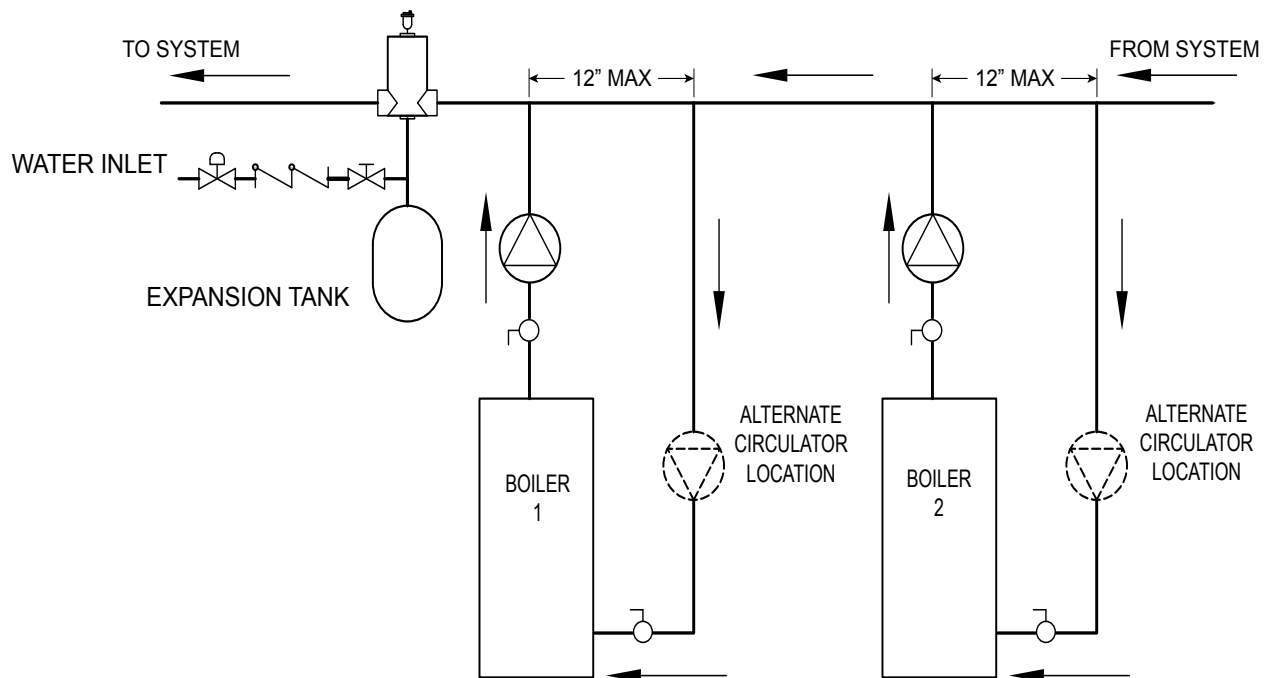 TO SYSTEM
FROM SYSTEM
12” MAX
12” MAX
WATER INLET
EXPANSION TANK
ALTERNATE
CIRCULATOR
LOCATION
ALTERNATE
CIRCULATOR
LOCATION
BOILER
1
BOILER
2